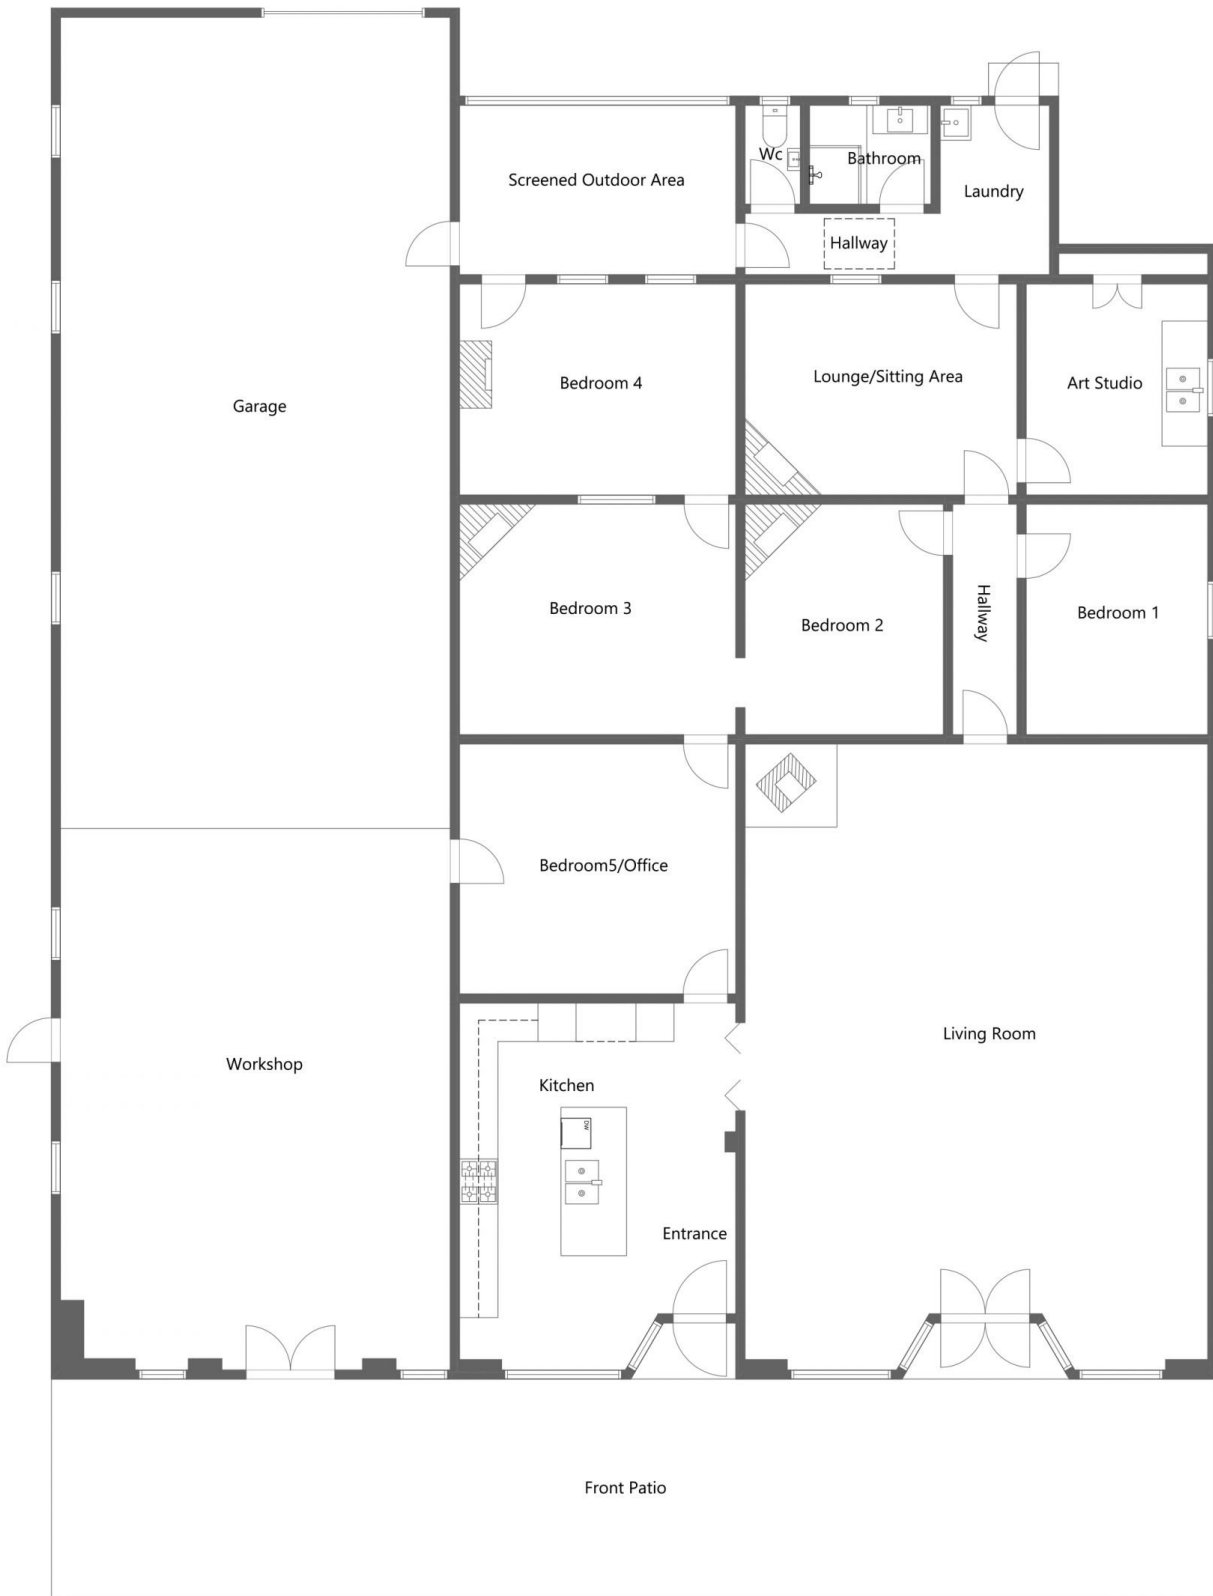 Wc
Bathroom
Screened Outdoor Area
Laundry
Hallway
Lounge/Sitting Area
Bedroom 4
Art Studio
Garage
Hallway
Bedroom 3
Bedroom 1
Bedroom 2
Bedroom5/Office
Living Room
Workshop
Kitchen
DW
Entrance
Front Patio